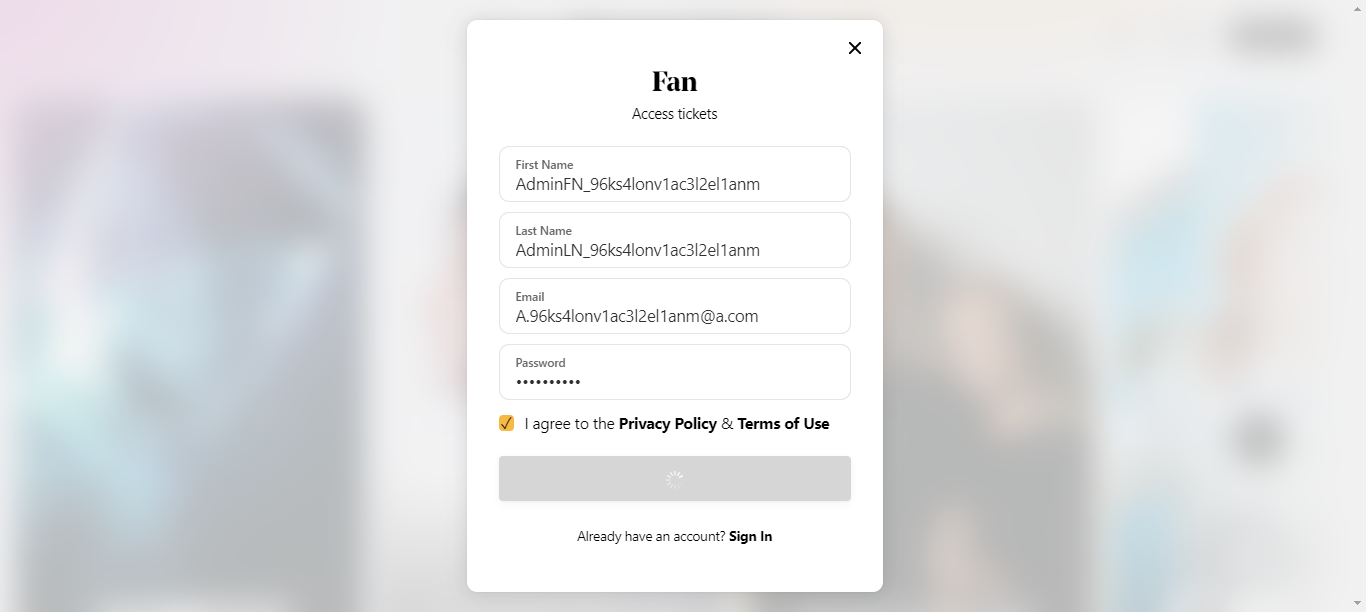 Fan
Access tickets
First Name
AdminFN_96ks4lonv1ac3l2el1anm
Last Name
AdminLN_96ks4lonv1ac3l2el1anm
Email
A.96ks4lonv1ac3l2el1anm@a.com
Password
••••••••••
I agree to the Privacy Policy & Terms of Use
Already have an account? Sign In